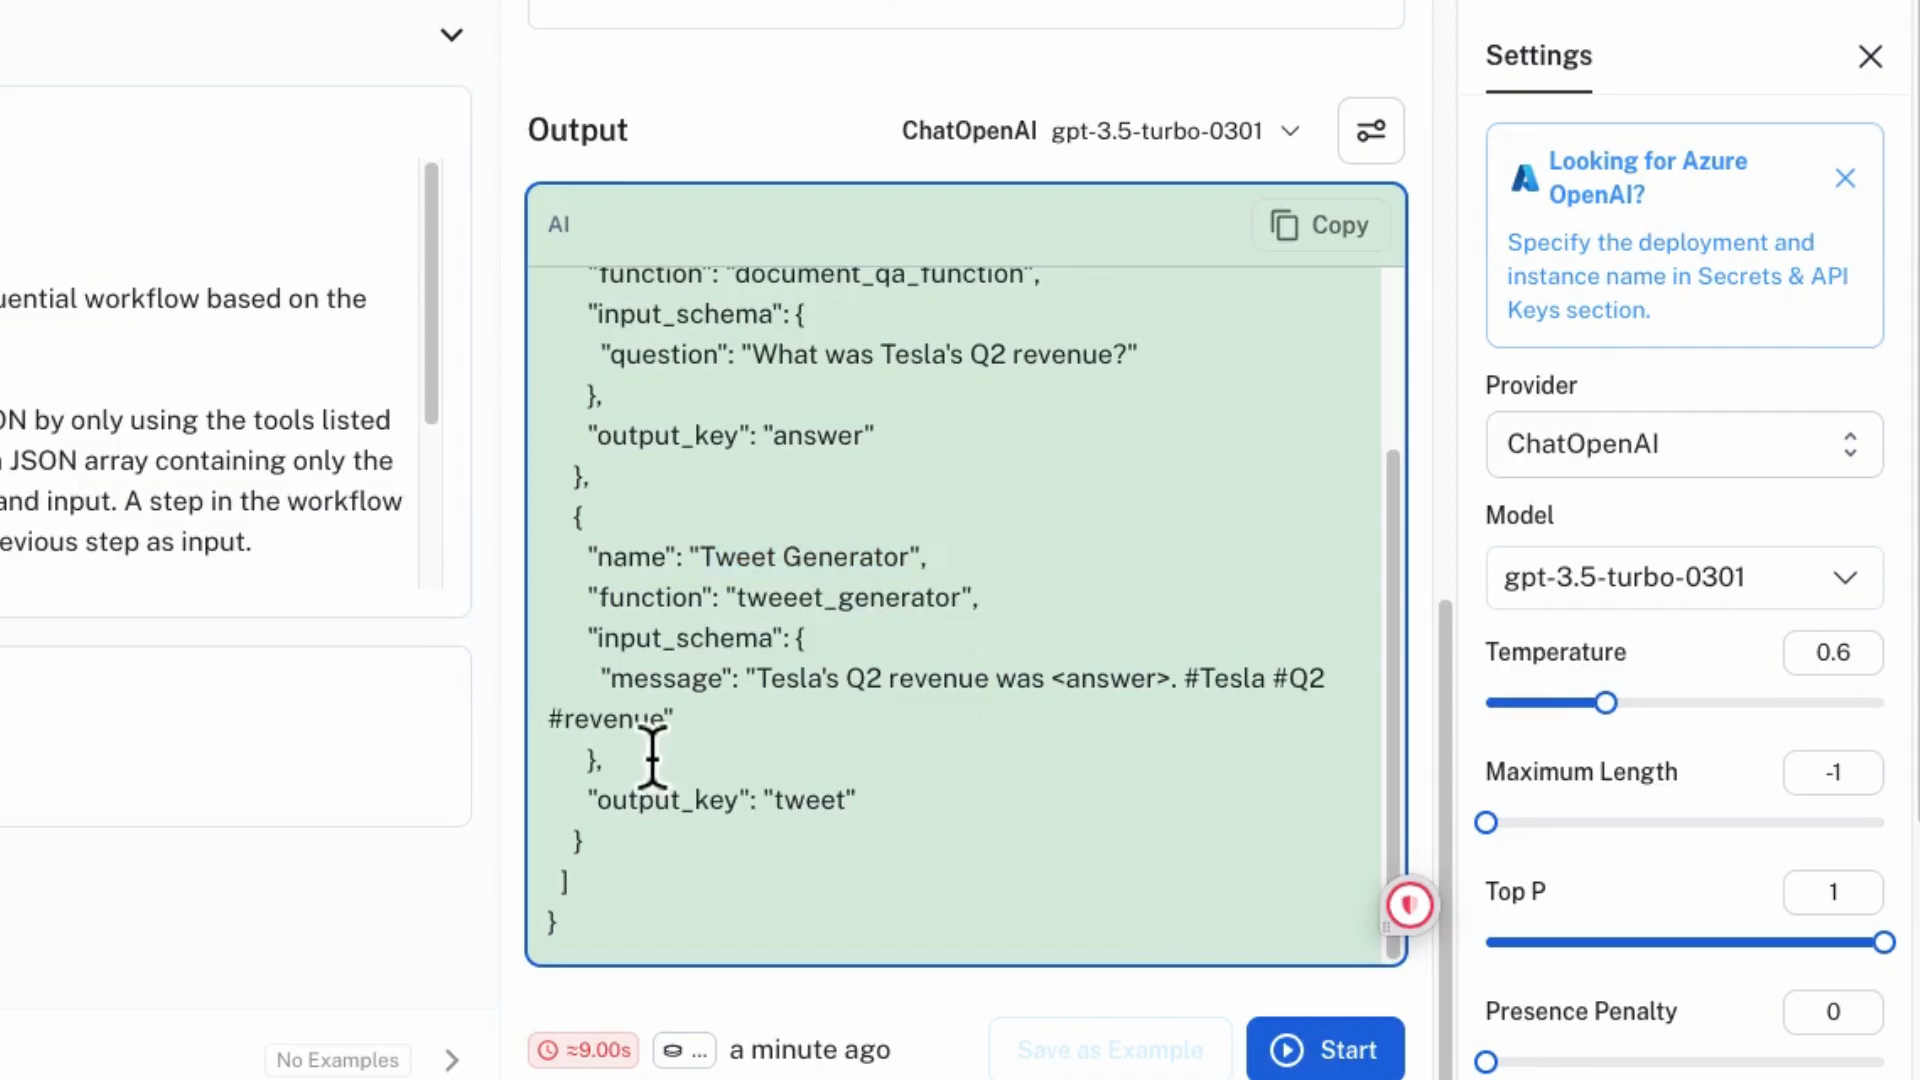 uential workflow based on the
ON by only using the tools listed
JSON array containing only the
and input. A step in the workflow
evious step as input.
No Examples
Output
ChatOpenAI gpt-3.5-turbo-0301
AI
Copy
"function": "document_qa_function",
"input_schema": {
"question": "What was Tesla's Q2 revenue?"
},
"output_key": "answer"
},
{
"name": "Tweet Generator",
"function": "tweeet_generator",
"input_schema": {
"message": "Tesla's Q2 revenue was <answer>. #Tesla #Q2
#revenue"
},
"output_key": "tweet"
}
]
}
≈9.00s
...
a minute ago
Save as Example
Start
Settings
Looking for Azure
OpenAI?
Specify the deployment and
instance name in Secrets & API
Keys section.
Provider
ChatOpenAI
Model
gpt-3.5-turbo-0301
Temperature
0.6
Maximum Length
-1
Top P
1
Presence Penalty
0